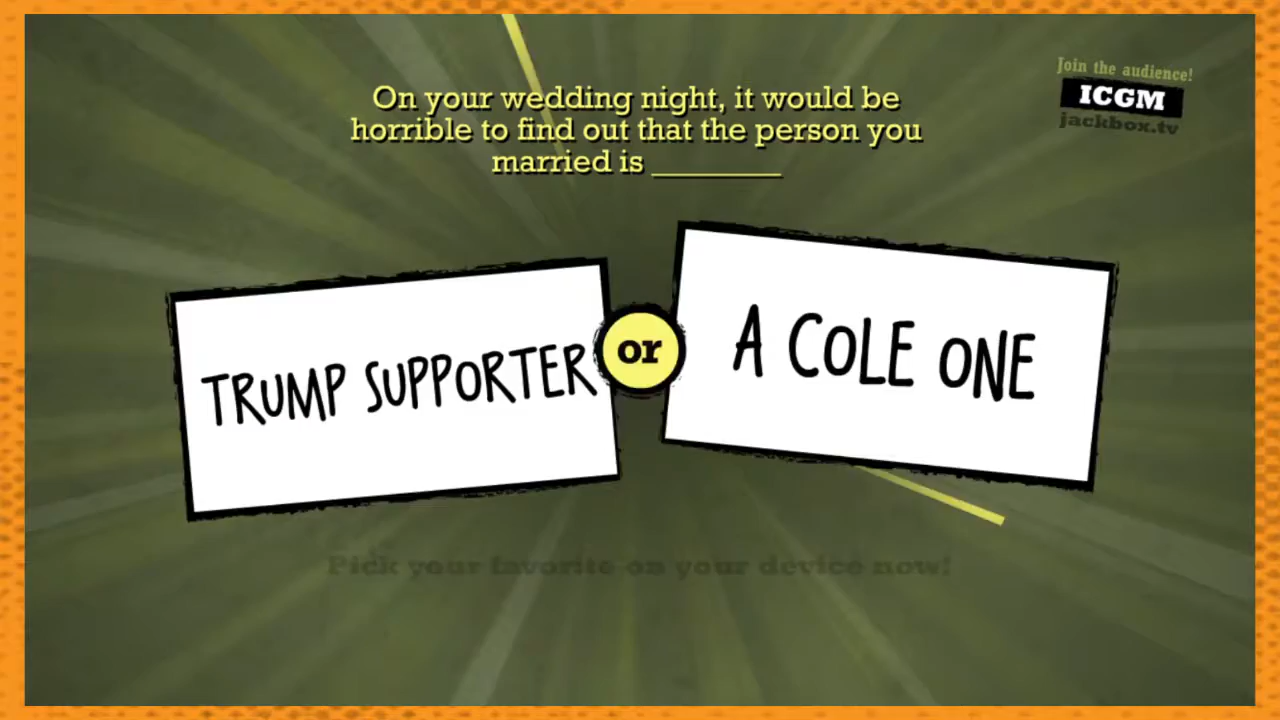 Join the audience!
ICGM
jackbox.tv
On your wedding night, it would be
horrible to find out that the person you
married is ________
TRUMP SUPPORTER
or
A COLE ONE
Pick your favorite on your device now!